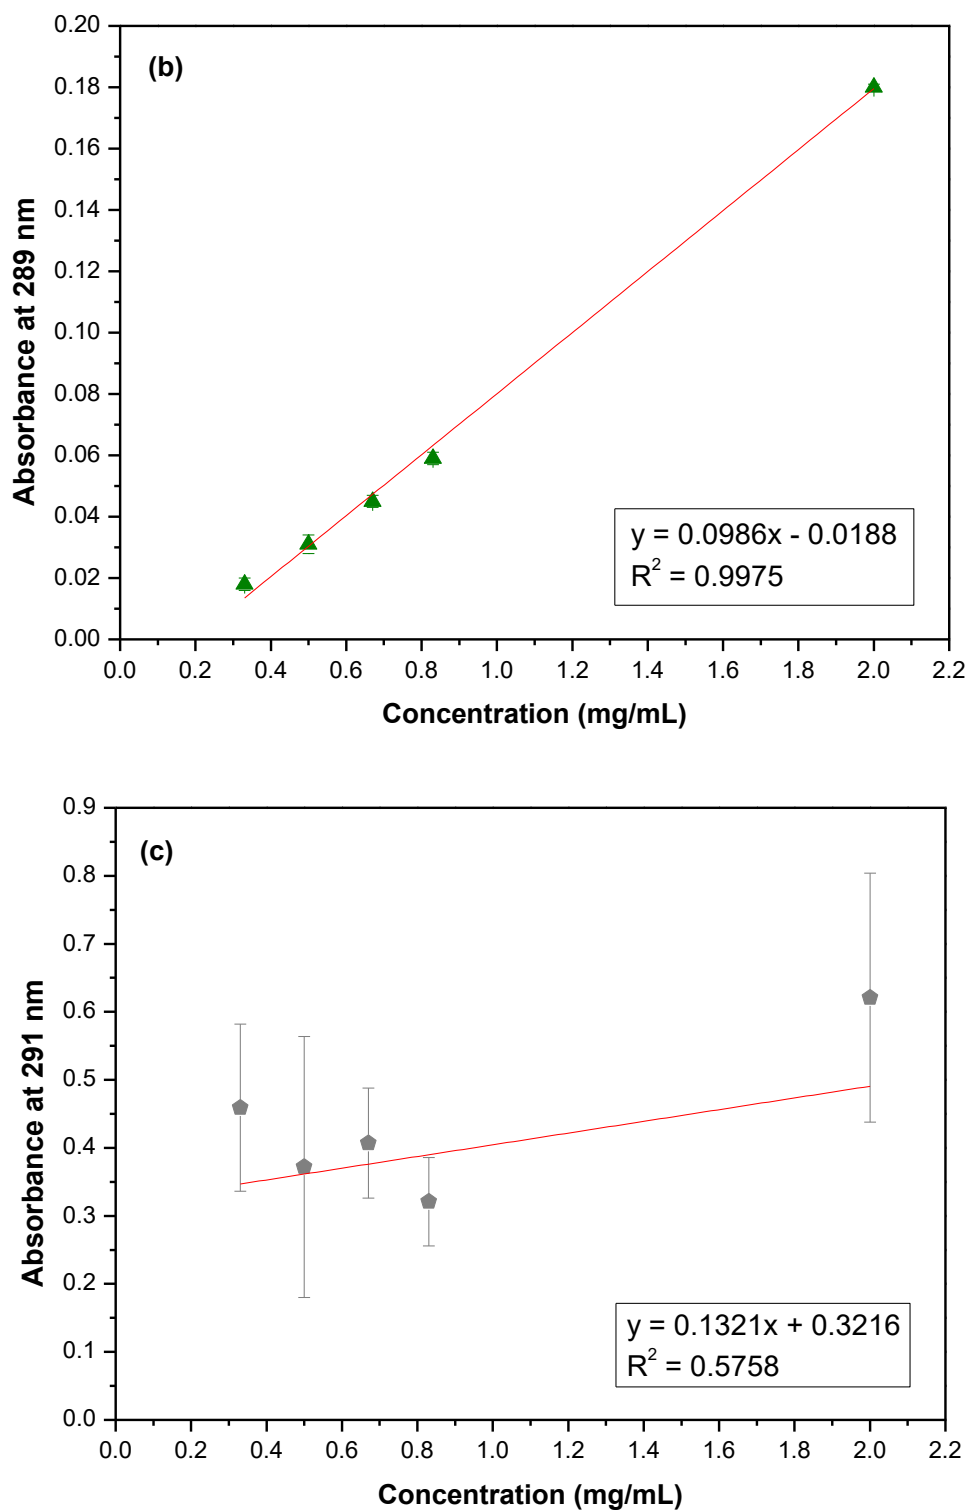 0.20
(b)
0.18
0.16
0.14
0.12
0.10
0.08
0.06
0.04
0.02
0.00
Absorbance at 289 nm
y = 0.0986x - 0.0188
R² = 0.9975
0.0 0.2 0.4 0.6 0.8 1.0 1.2 1.4 1.6 1.8 2.0 2.2
Concentration (mg/mL)
0.9
(c)
0.8
0.7
0.6
0.5
0.4
0.3
0.2
0.1
0.0
Absorbance at 291 nm
y = 0.1321x + 0.3216
R² = 0.5758
0.0 0.2 0.4 0.6 0.8 1.0 1.2 1.4 1.6 1.8 2.0 2.2
Concentration (mg/mL)